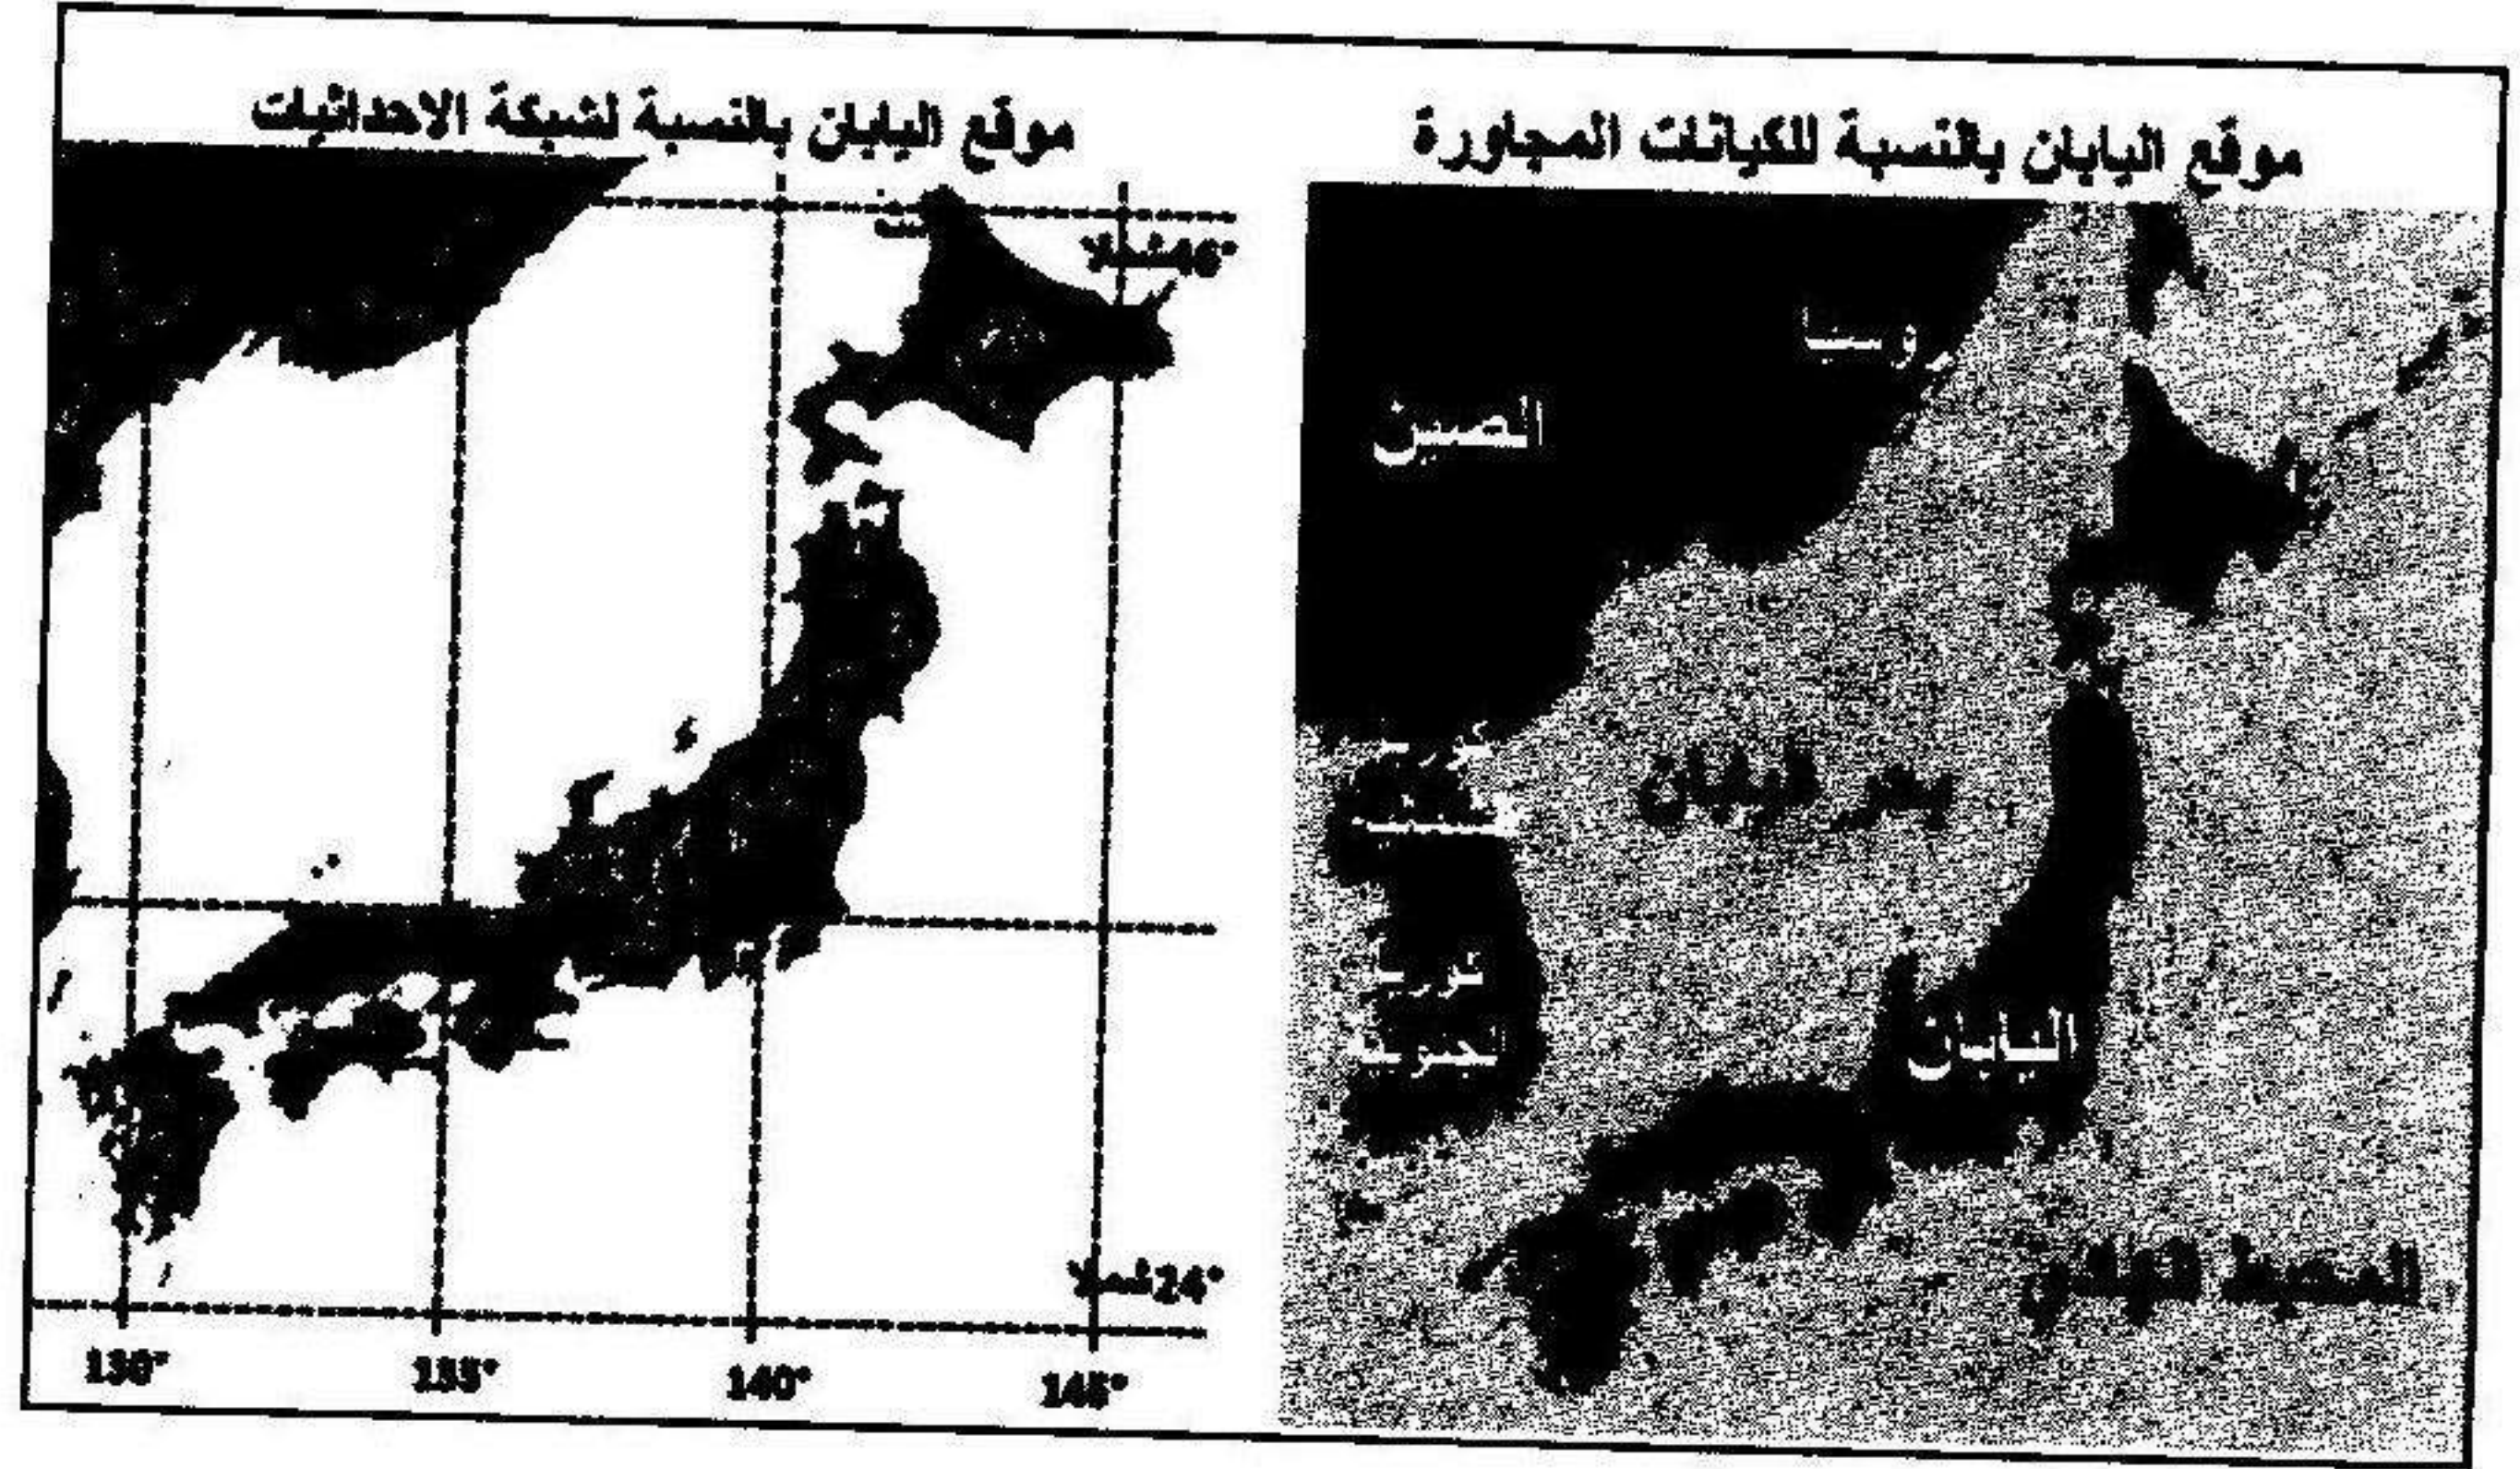 موقع اليابان بالنسبة للكيانات المجاورة
روسيا
الصين
بحر اليابان
كوريا
كوريا
الجنوبية
اليابان
المحيط الهادي
موقع اليابان بالنسبة لشبكة الاحداثيات
46°شمالا
24°شمالا
130°
135°
140°
145°